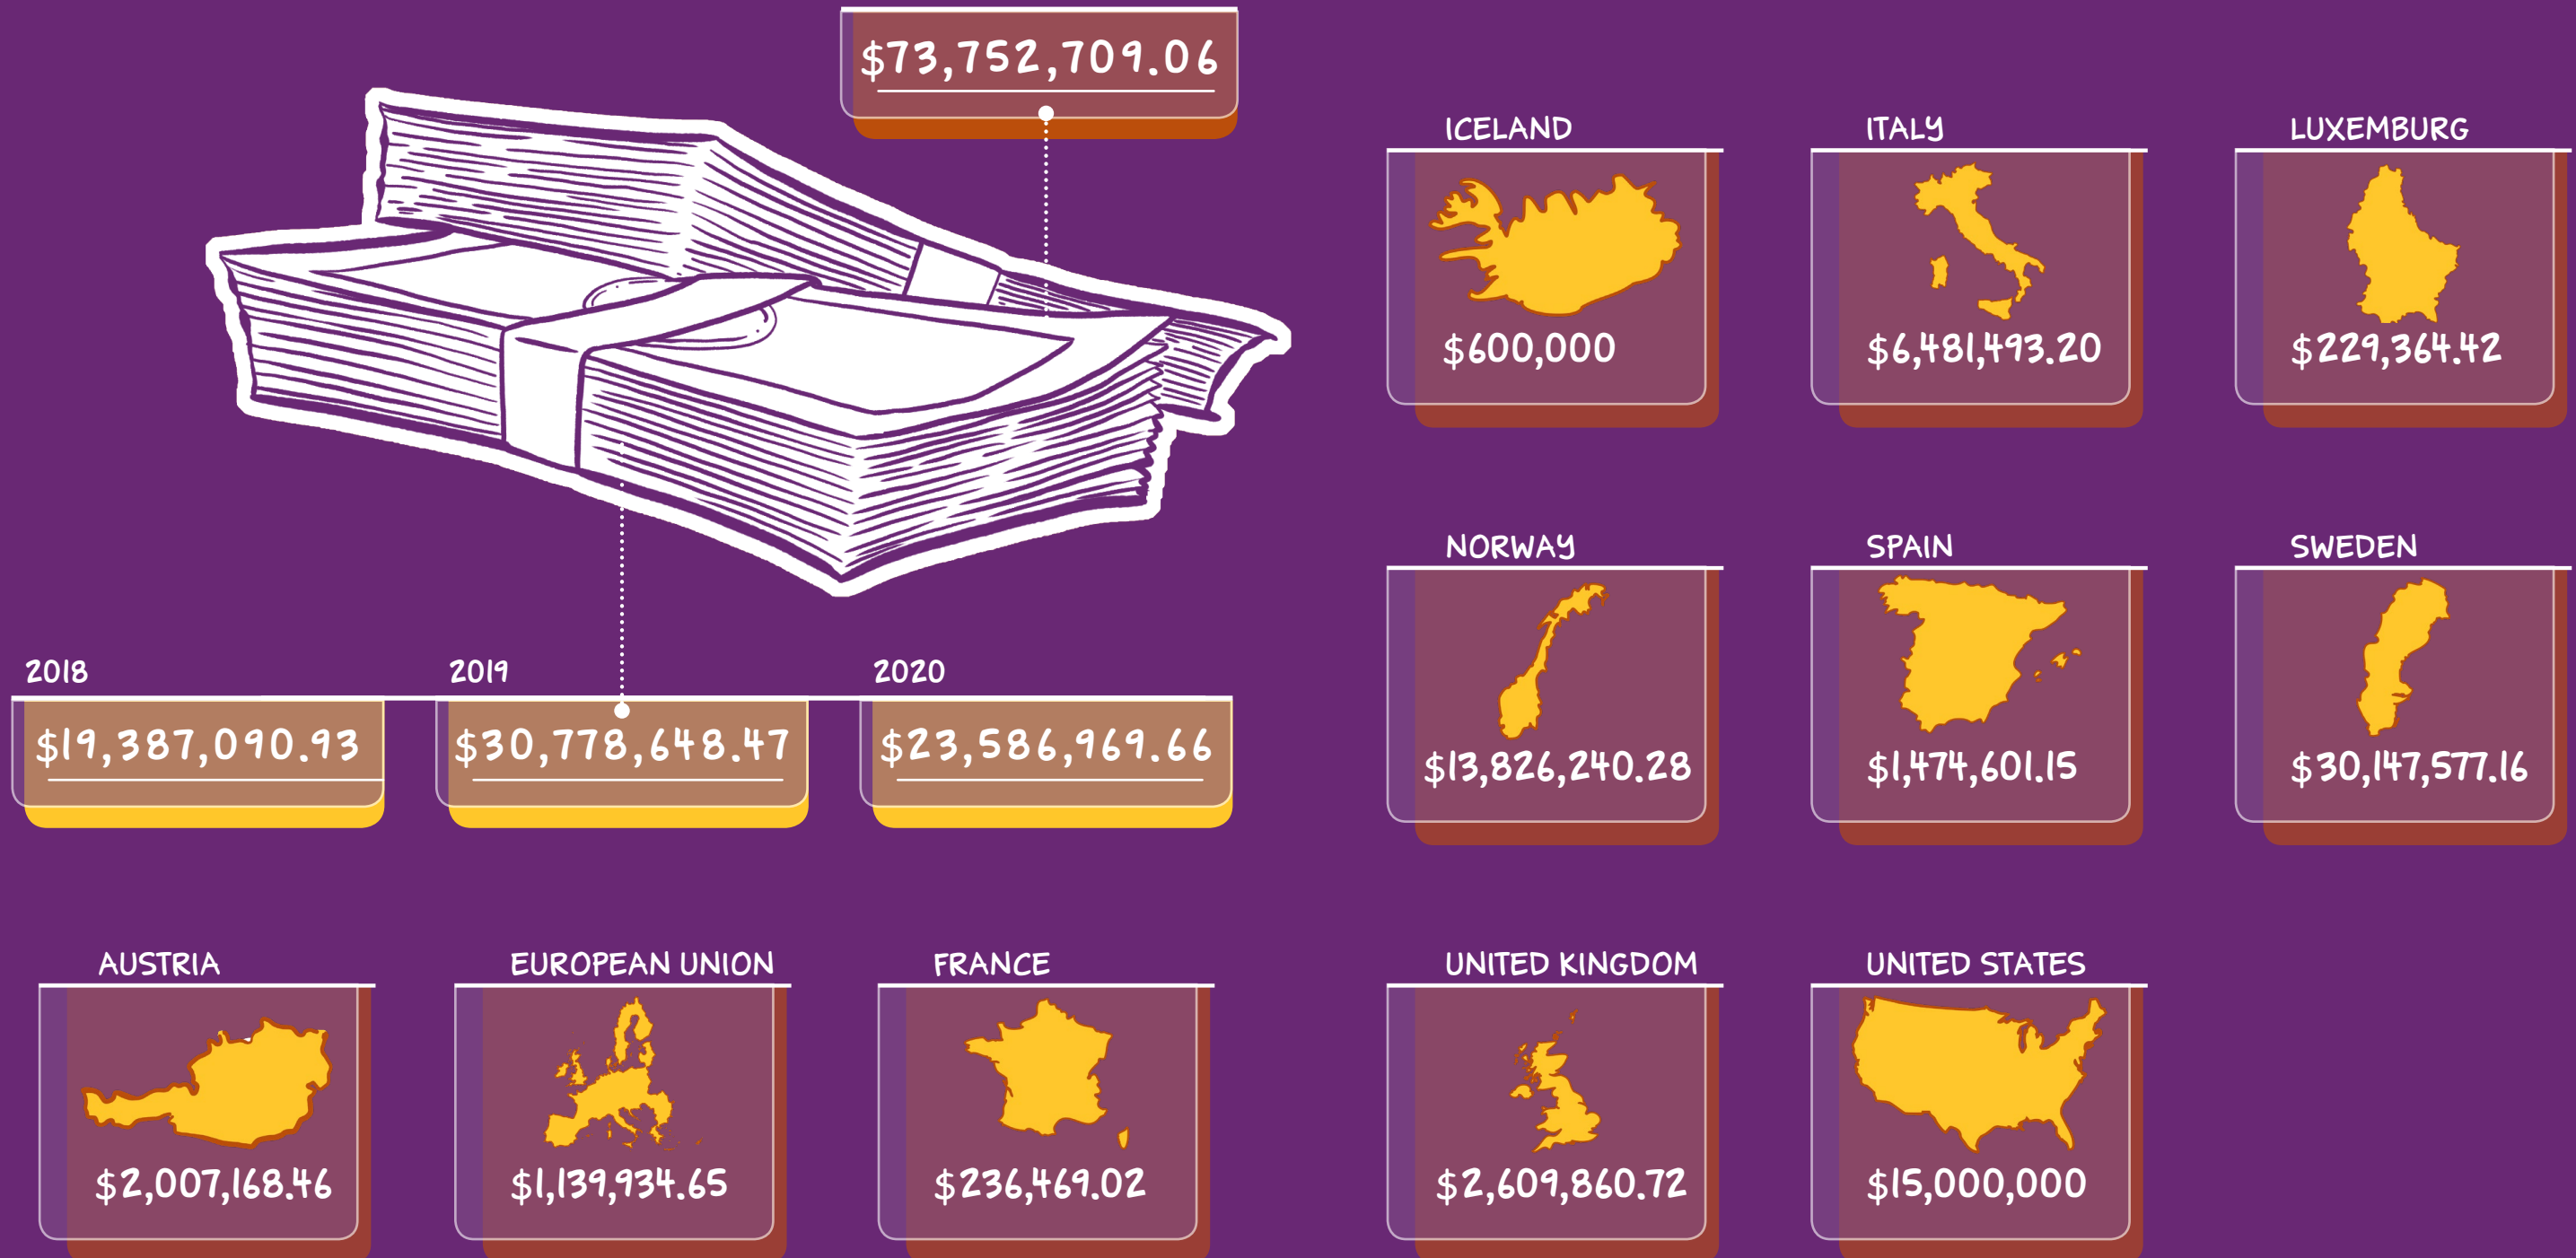 $73,752,709.06
ICELAND
ITALY
LUXEMBURG
$600,000
$6,481,493.20
$229,364.42
NORWAY
SPAIN
SWEDEN
$13,826,240.28
$1,474,601.15
$30,147,577.16
2018
2019
2020
$19,387,090.93
$30,778,648.47
$23,586,969.66
AUSTRIA
EUROPEAN UNION
FRANCE
UNITED KINGDOM
UNITED STATES
$2,007,168.46
$1,139,934.65
$236,469.02
$2,609,860.72
$15,000,000